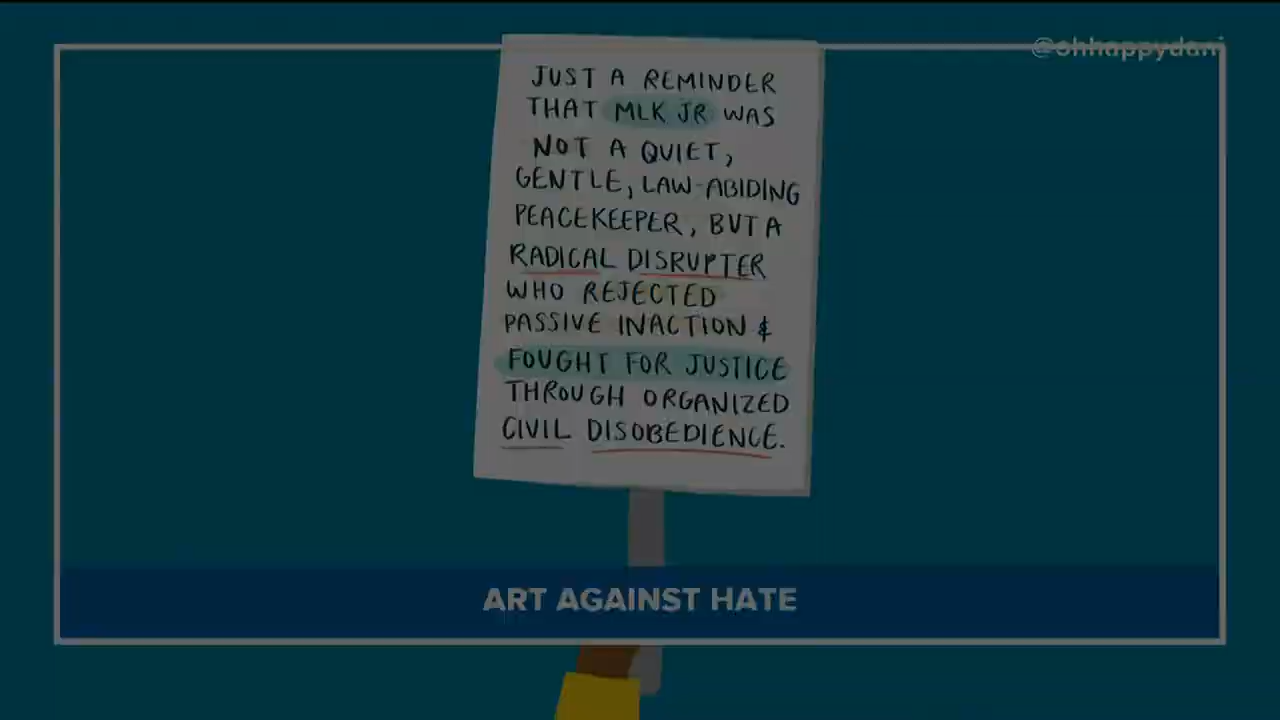 @ohhappydani
JUST A REMINDER
THAT MLK JR WAS
NOT A QUIET,
GENTLE, LAW-ABIDING
PEACEKEEPER, BUT A
RADICAL DISRUPTER
WHO REJECTED
PASSIVE INACTION &
FOUGHT FOR JUSTICE
THROUGH ORGANIZED
CIVIL DISOBEDIENCE.
ART AGAINST HATE